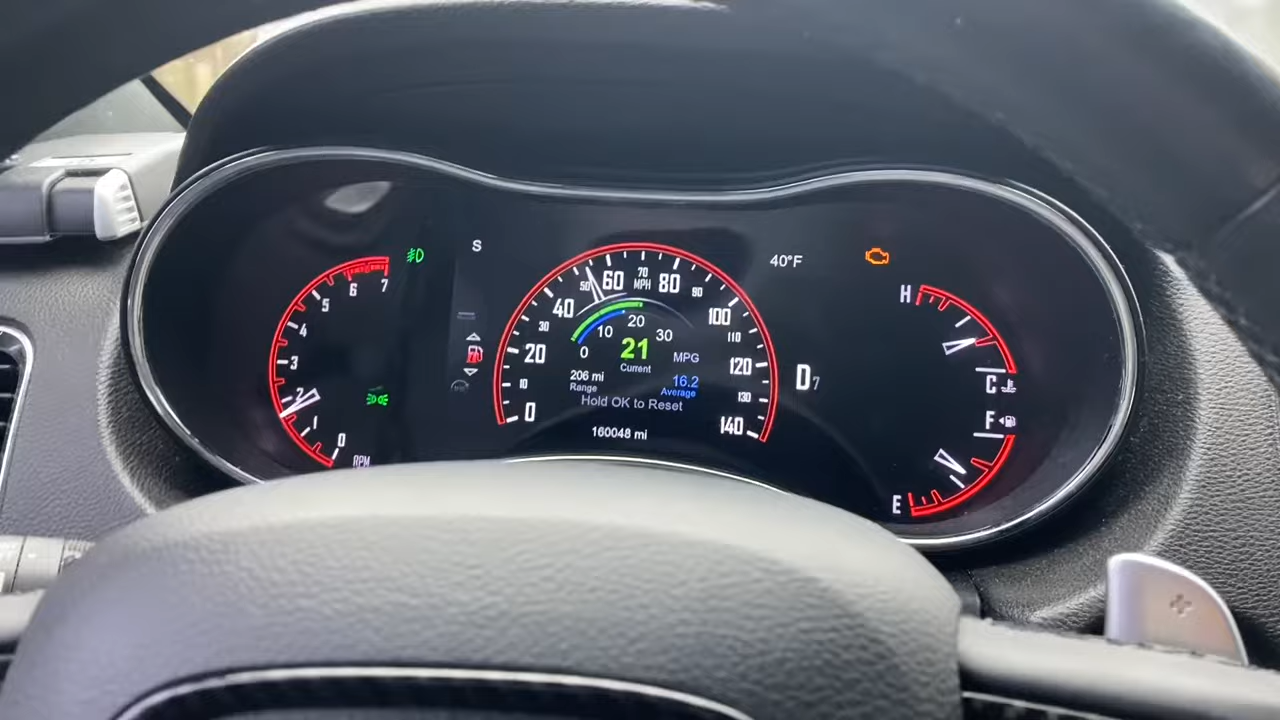 S
40°F
7
6
5
4
3
2
1
0
RPM
0
10
20
30
40
50
60
70
MPH
80
90
100
110
120
130
140
0
10
20
30
21
MPG
Current
206 mi
Range
16.2
Average
Hold OK to Reset
160048 mi
D7
H
C
F
E
+